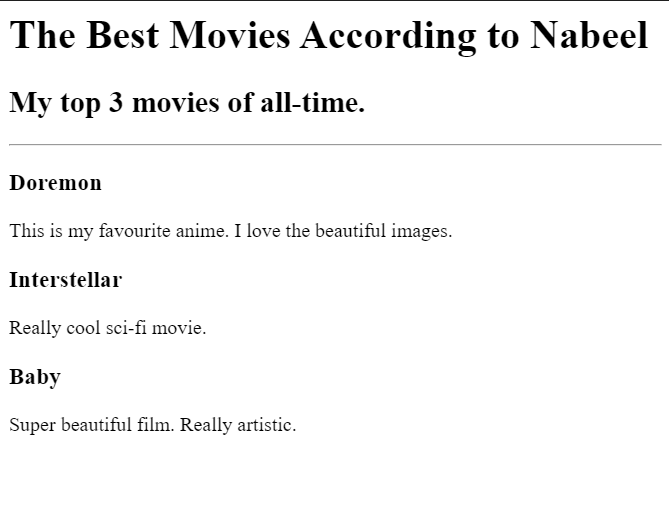 The Best Movies According to Nabeel
My top 3 movies of all-time.
Doremon
This is my favourite anime. I love the beautiful images.
Interstellar
Really cool sci-fi movie.
Baby
Super beautiful film. Really artistic.